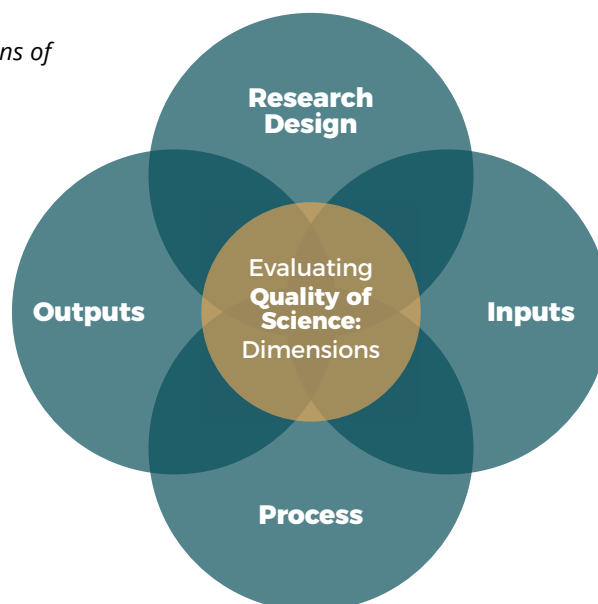 ns of
Research
Design
Outputs
Evaluating
Quality of
Science:
Dimensions
Inputs
Process